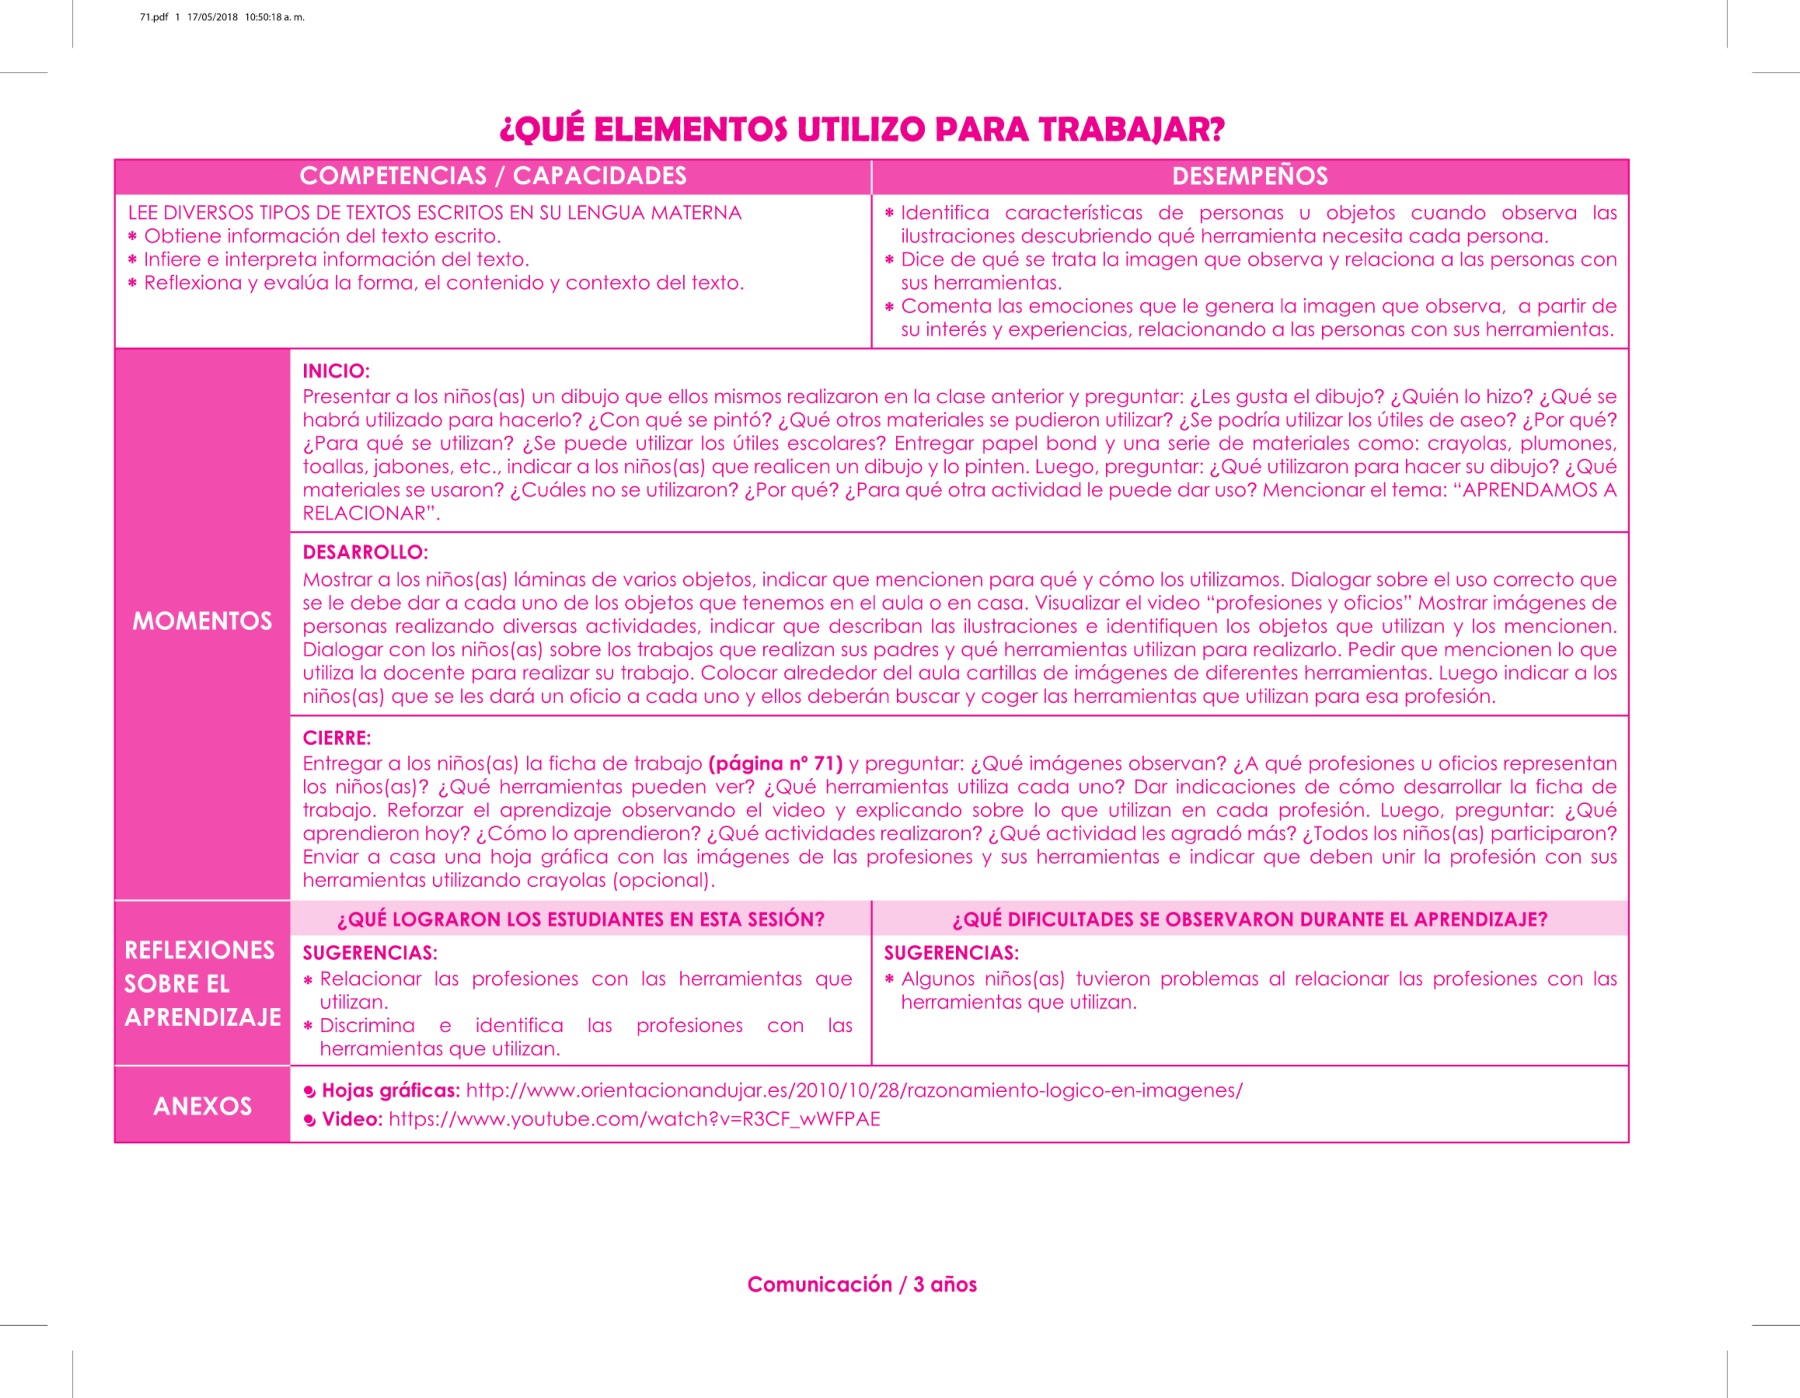 71.pdf 1 17/05/2018 10:50:18 a. m.
¿QUÉ ELEMENTOS UTILIZO PARA TRABAJAR?
COMPETENCIAS / CAPACIDADES
DESEMPEÑOS
LEE DIVERSOS TIPOS DE TEXTOS ESCRITOS EN SU LENGUA MATERNA
* Obtiene información del texto escrito.
* Infiere e interpreta información del texto.
* Reflexiona y evalúa la forma, el contenido y contexto del texto.
* Identifica características de personas u objetos cuando observa las
ilustraciones descubriendo qué herramienta necesita cada persona.
* Dice de qué se trata la imagen que observa y relaciona a las personas con
sus herramientas.
* Comenta las emociones que le genera la imagen que observa, a partir de
su interés y experiencias, relacionando a las personas con sus herramientas.
MOMENTOS
INICIO:
Presentar a los niños(as) un dibujo que ellos mismos realizaron en la clase anterior y preguntar: ¿Les gusta el dibujo? ¿Quién lo hizo? ¿Qué se
habrá utilizado para hacerlo? ¿Con qué se pintó? ¿Qué otros materiales se pudieron utilizar? ¿Se podría utilizar los útiles de aseo? ¿Por qué?
¿Para qué se utilizan? ¿Se puede utilizar los útiles escolares? Entregar papel bond y una serie de materiales como: crayolas, plumones,
toallas, jabones, etc., indicar a los niños(as) que realicen un dibujo y lo pinten. Luego, preguntar: ¿Qué utilizaron para hacer su dibujo? ¿Qué
materiales se usaron? ¿Cuáles no se utilizaron? ¿Por qué? ¿Para qué otra actividad le puede dar uso? Mencionar el tema: “APRENDAMOS A
RELACIONAR”.
DESARROLLO:
Mostrar a los niños(as) láminas de varios objetos, indicar que mencionen para qué y cómo los utilizamos. Dialogar sobre el uso correcto que
se le debe dar a cada uno de los objetos que tenemos en el aula o en casa. Visualizar el video “profesiones y oficios” Mostrar imágenes de
personas realizando diversas actividades, indicar que describan las ilustraciones e identifiquen los objetos que utilizan y los mencionen.
Dialogar con los niños(as) sobre los trabajos que realizan sus padres y qué herramientas utilizan para realizarlo. Pedir que mencionen lo que
utiliza la docente para realizar su trabajo. Colocar alrededor del aula cartillas de imágenes de diferentes herramientas. Luego indicar a los
niños(as) que se les dará un oficio a cada uno y ellos deberán buscar y coger las herramientas que utilizan para esa profesión.
CIERRE:
Entregar a los niños(as) la ficha de trabajo (página nº 71) y preguntar: ¿Qué imágenes observan? ¿A qué profesiones u oficios representan
los niños(as)? ¿Qué herramientas pueden ver? ¿Qué herramientas utiliza cada uno? Dar indicaciones de cómo desarrollar la ficha de
trabajo. Reforzar el aprendizaje observando el video y explicando sobre lo que utilizan en cada profesión. Luego, preguntar: ¿Qué
aprendieron hoy? ¿Cómo lo aprendieron? ¿Qué actividades realizaron? ¿Qué actividad les agradó más? ¿Todos los niños(as) participaron?
Enviar a casa una hoja gráfica con las imágenes de las profesiones y sus herramientas e indicar que deben unir la profesión con sus
herramientas utilizando crayolas (opcional).
REFLEXIONES
SOBRE EL
APRENDIZAJE
¿QUÉ LOGRARON LOS ESTUDIANTES EN ESTA SESIÓN?
SUGERENCIAS:
* Relacionar las profesiones con las herramientas que
utilizan.
* Discrimina e identifica las profesiones con las
herramientas que utilizan.
¿QUÉ DIFICULTADES SE OBSERVARON DURANTE EL APRENDIZAJE?
SUGERENCIAS:
* Algunos niños(as) tuvieron problemas al relacionar las profesiones con las
herramientas que utilizan.
ANEXOS
Hojas gráficas: http://www.orientacionandujar.es/2010/10/28/razonamiento-logico-en-imagenes/
Video: https://www.youtube.com/watch?v=R3CF_wWFPAE
Comunicación / 3 años